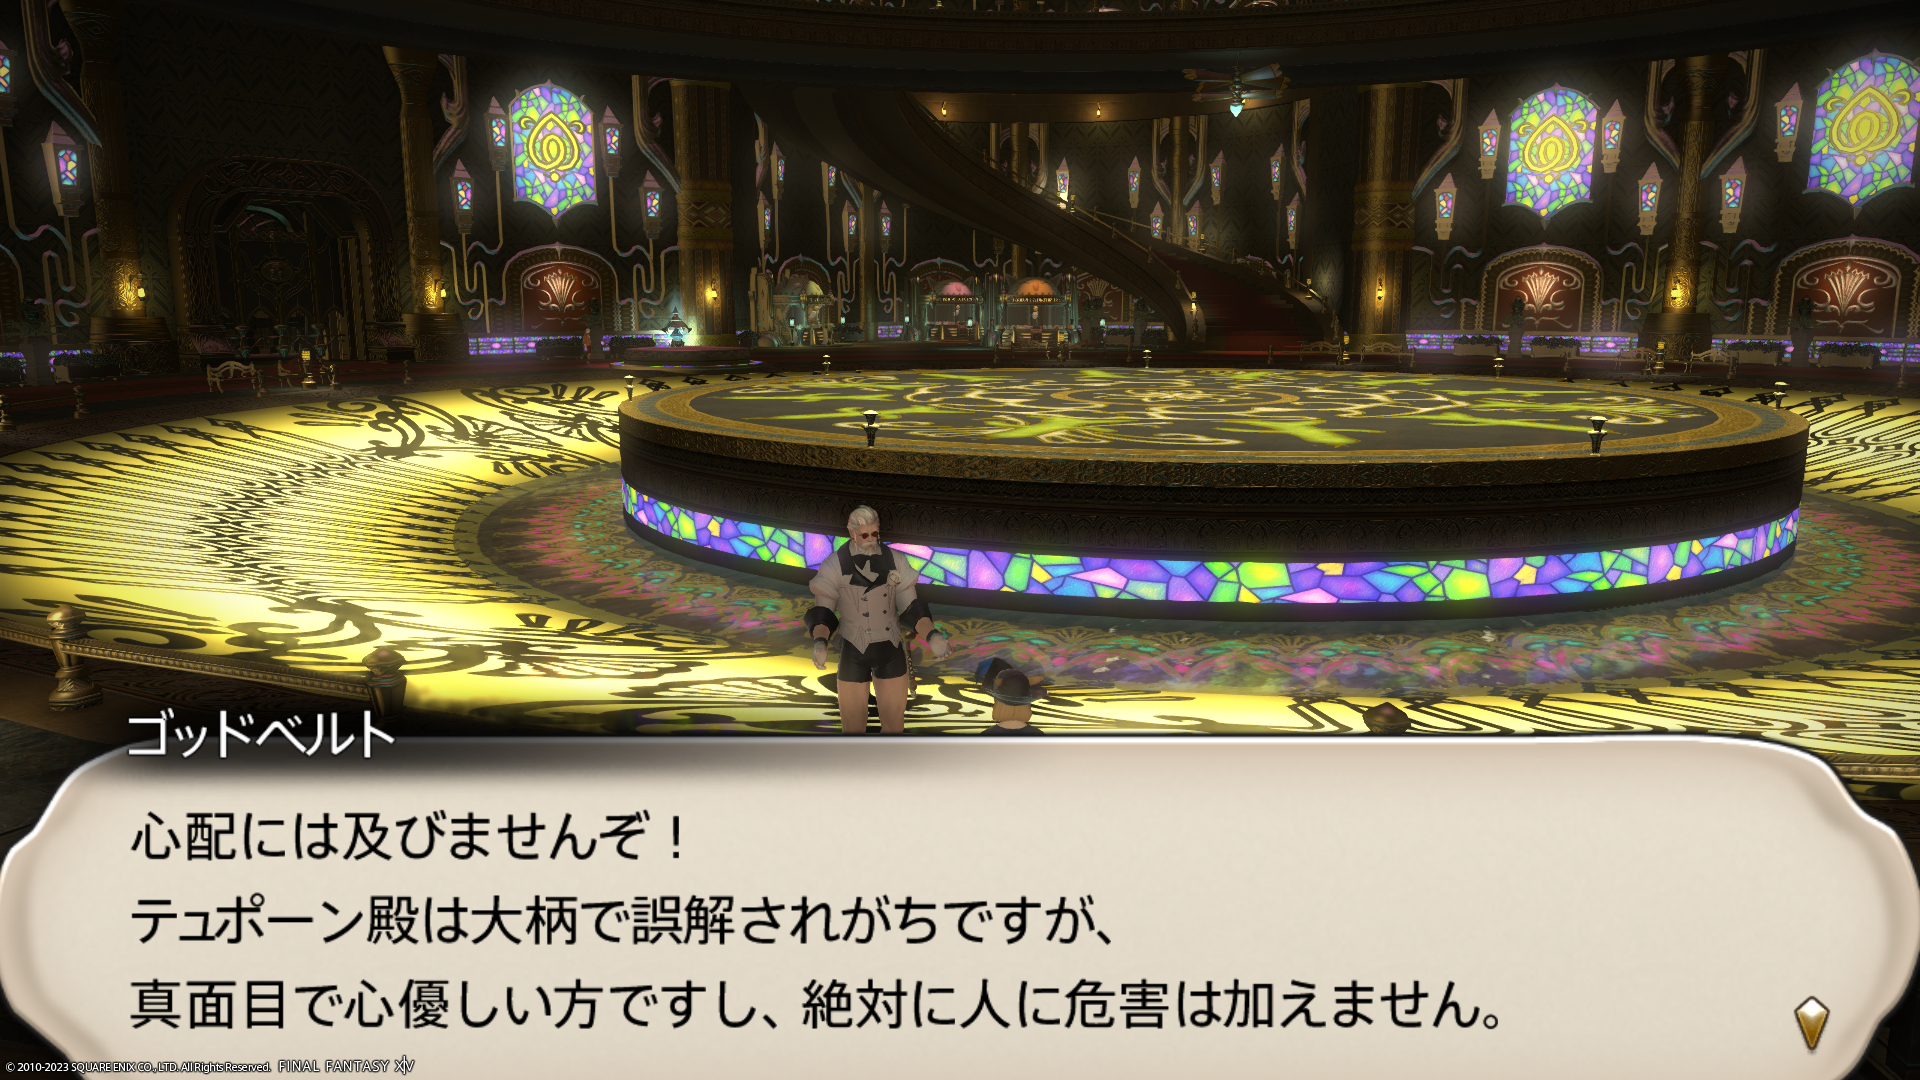 ゴッドベルト
心配には及びませんぞ！
テュポーン殿は大柄で誤解されがちですが、
真面目で心優しい方ですし、絶対に人に危害は加えません。
© 2010-2023 SQUARE ENIX CO., LTD. All Rights Reserved. FINAL FANTASY XIV